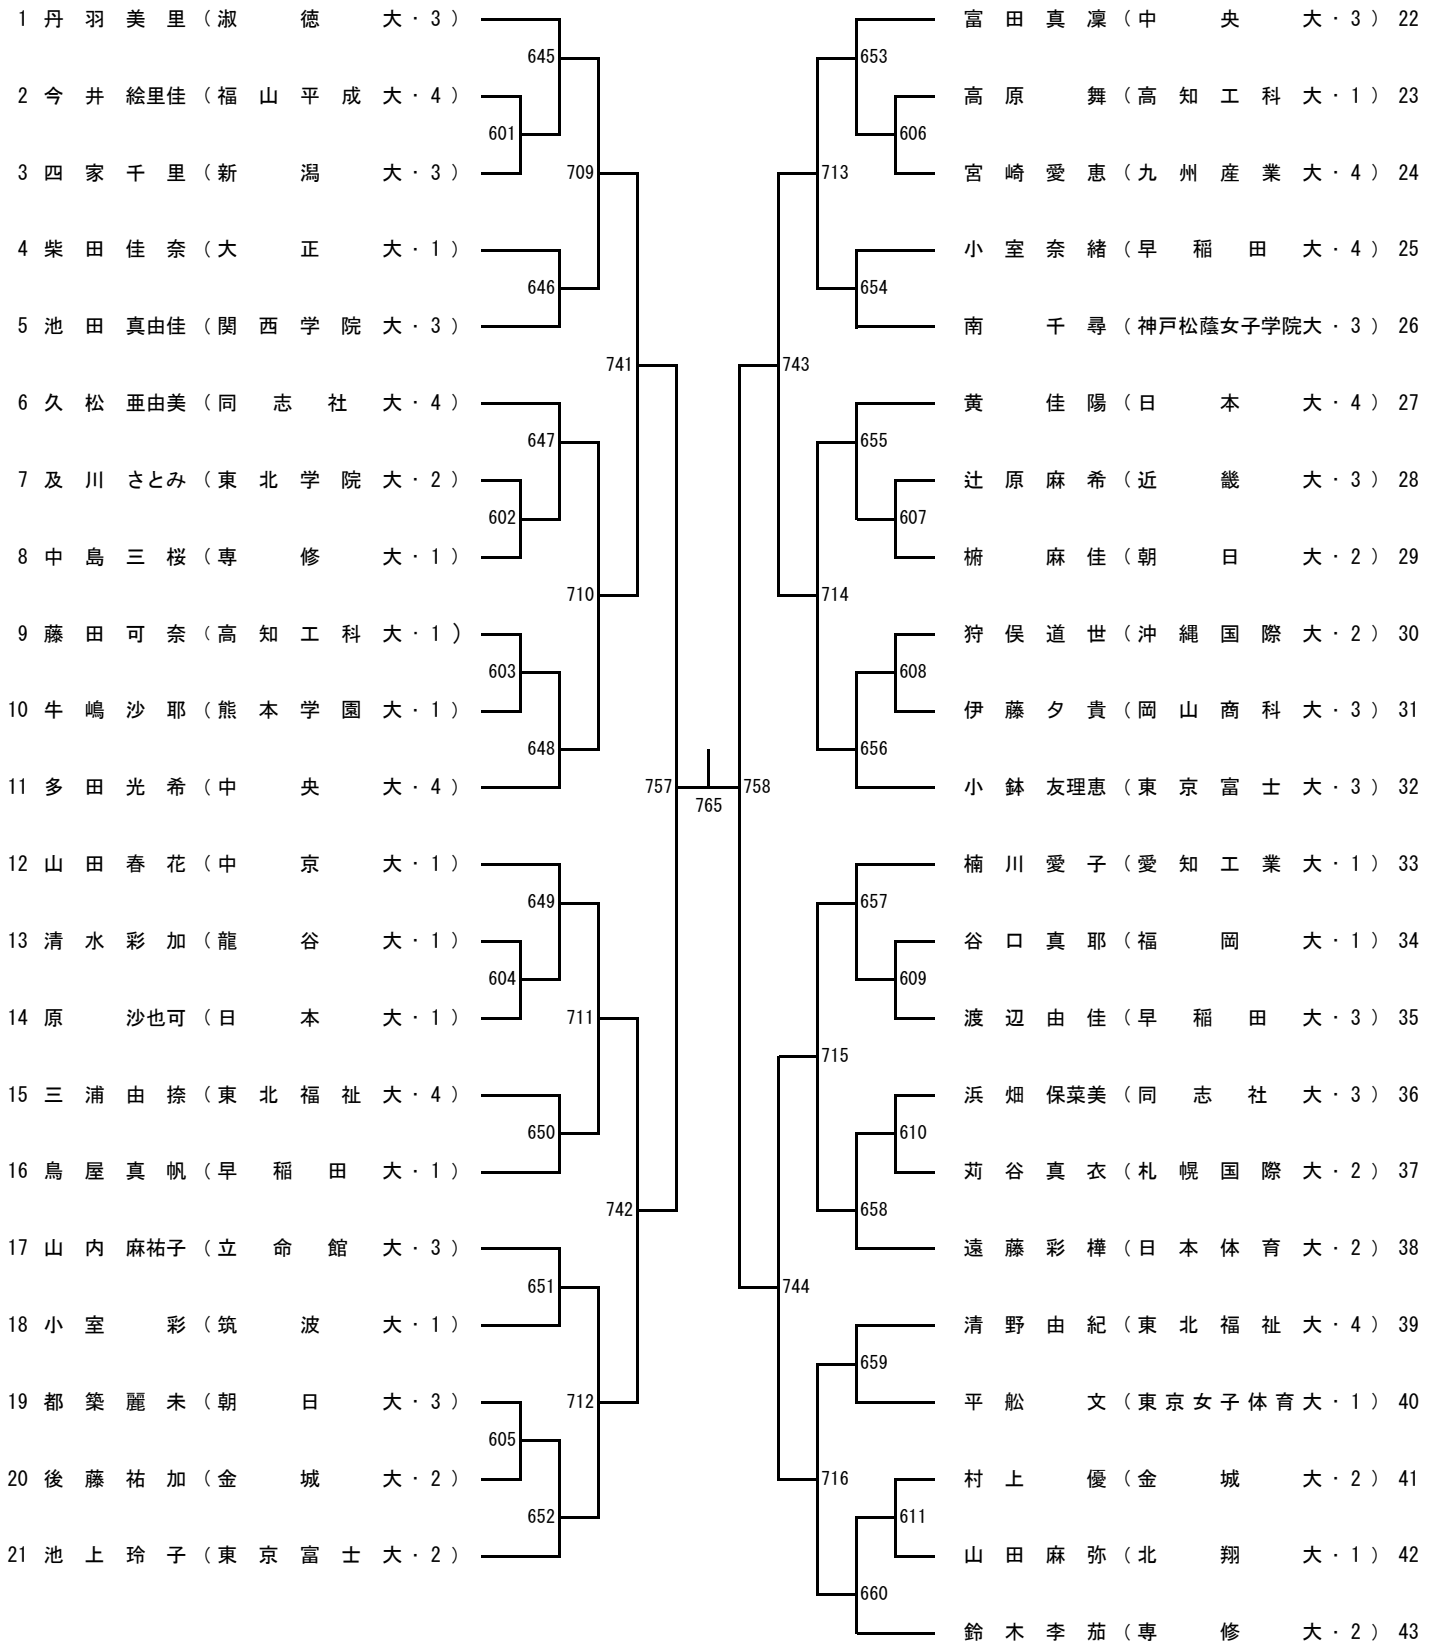 1 丹羽美里（淑徳大・3）
645
2 今井絵里佳（福山平成大・4）
601
3 四家千里（新潟大・3）
709
4 柴田佳奈（大正大・1）
646
5 池田真由佳（関西学院大・3）
741
6 久松亜由美（同志社大・4）
647
7 及川さとみ（東北学院大・2）
602
8 中島三桜（専修大・1）
710
9 藤田可奈（高知工科大・1）
603
10 牛嶋沙耶（熊本学園大・1）
648
11 多田光希（中央大・4）
757
765
12 山田春花（中京大・1）
649
13 清水彩加（龍谷大・1）
604
14 原沙也可（日本大・1）
711
15 三浦由捺（東北福祉大・4）
650
16 鳥屋真帆（早稲田大・1）
742
17 山内麻祐子（立命館大・3）
651
18 小室彩（筑波大・1）
19 都築麗未（朝日大・3）
712
605
20 後藤祐加（金城大・2）
652
21 池上玲子（東京富士大・2）
富田真凜（中央大・3）22
653
高原舞（高知工科大・1）23
606
宮崎愛恵（九州産業大・4）24
713
小室奈緒（早稲田大・4）25
654
南千尋（神戸松蔭女子学院大・3）26
743
黄佳陽（日本大・4）27
655
辻原麻希（近畿大・3）28
607
椨麻佳（朝日大・2）29
714
狩俣道世（沖縄国際大・2）30
608
伊藤夕貴（岡山商科大・3）31
656
小鉢友理恵（東京富士大・3）32
758
楠川愛子（愛知工業大・1）33
657
谷口真耶（福岡大・1）34
609
渡辺由佳（早稲田大・3）35
715
浜畑保菜美（同志社大・3）36
610
苅谷真衣（札幌国際大・2）37
658
遠藤彩樺（日本体育大・2）38
744
清野由紀（東北福祉大・4）39
659
平舩文（東京女子体育大・1）40
716
村上優（金城大・2）41
611
山田麻弥（北翔大・1）42
660
鈴木李茄（専修大・2）43